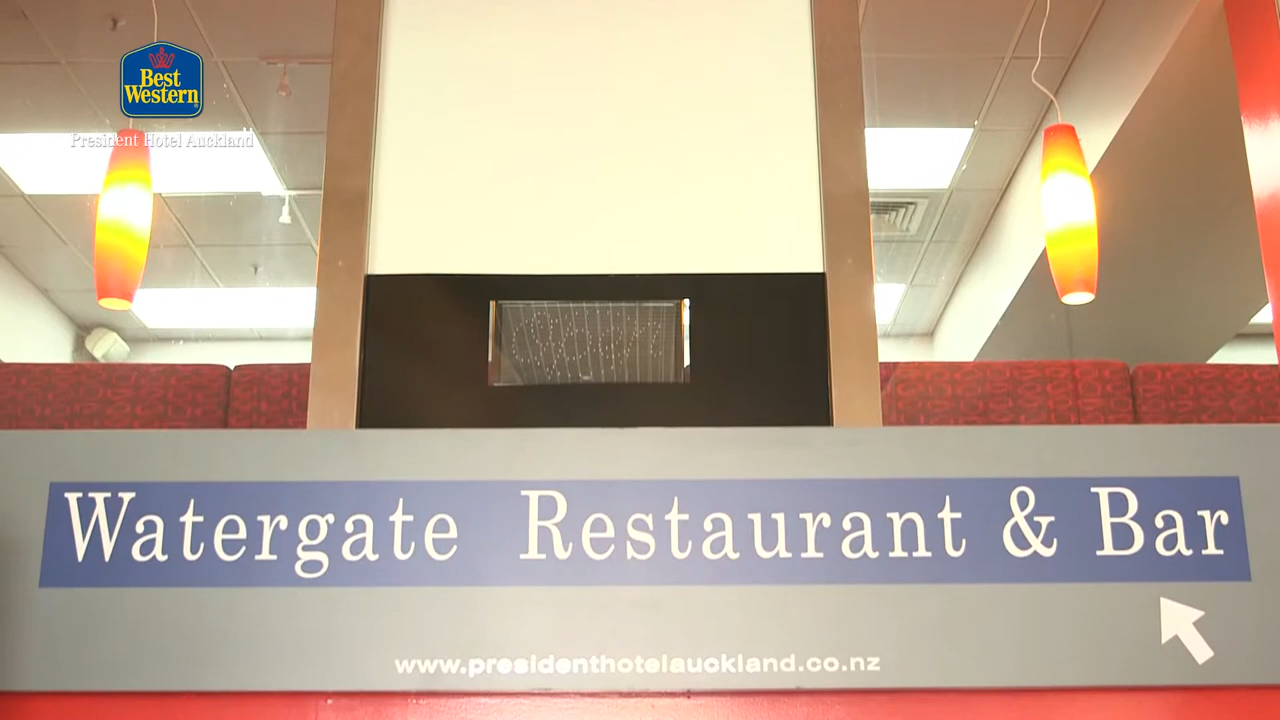 Best
Western
President Hotel Auckland
Watergate Restaurant & Bar
www.presidenthotelauckland.co.nz